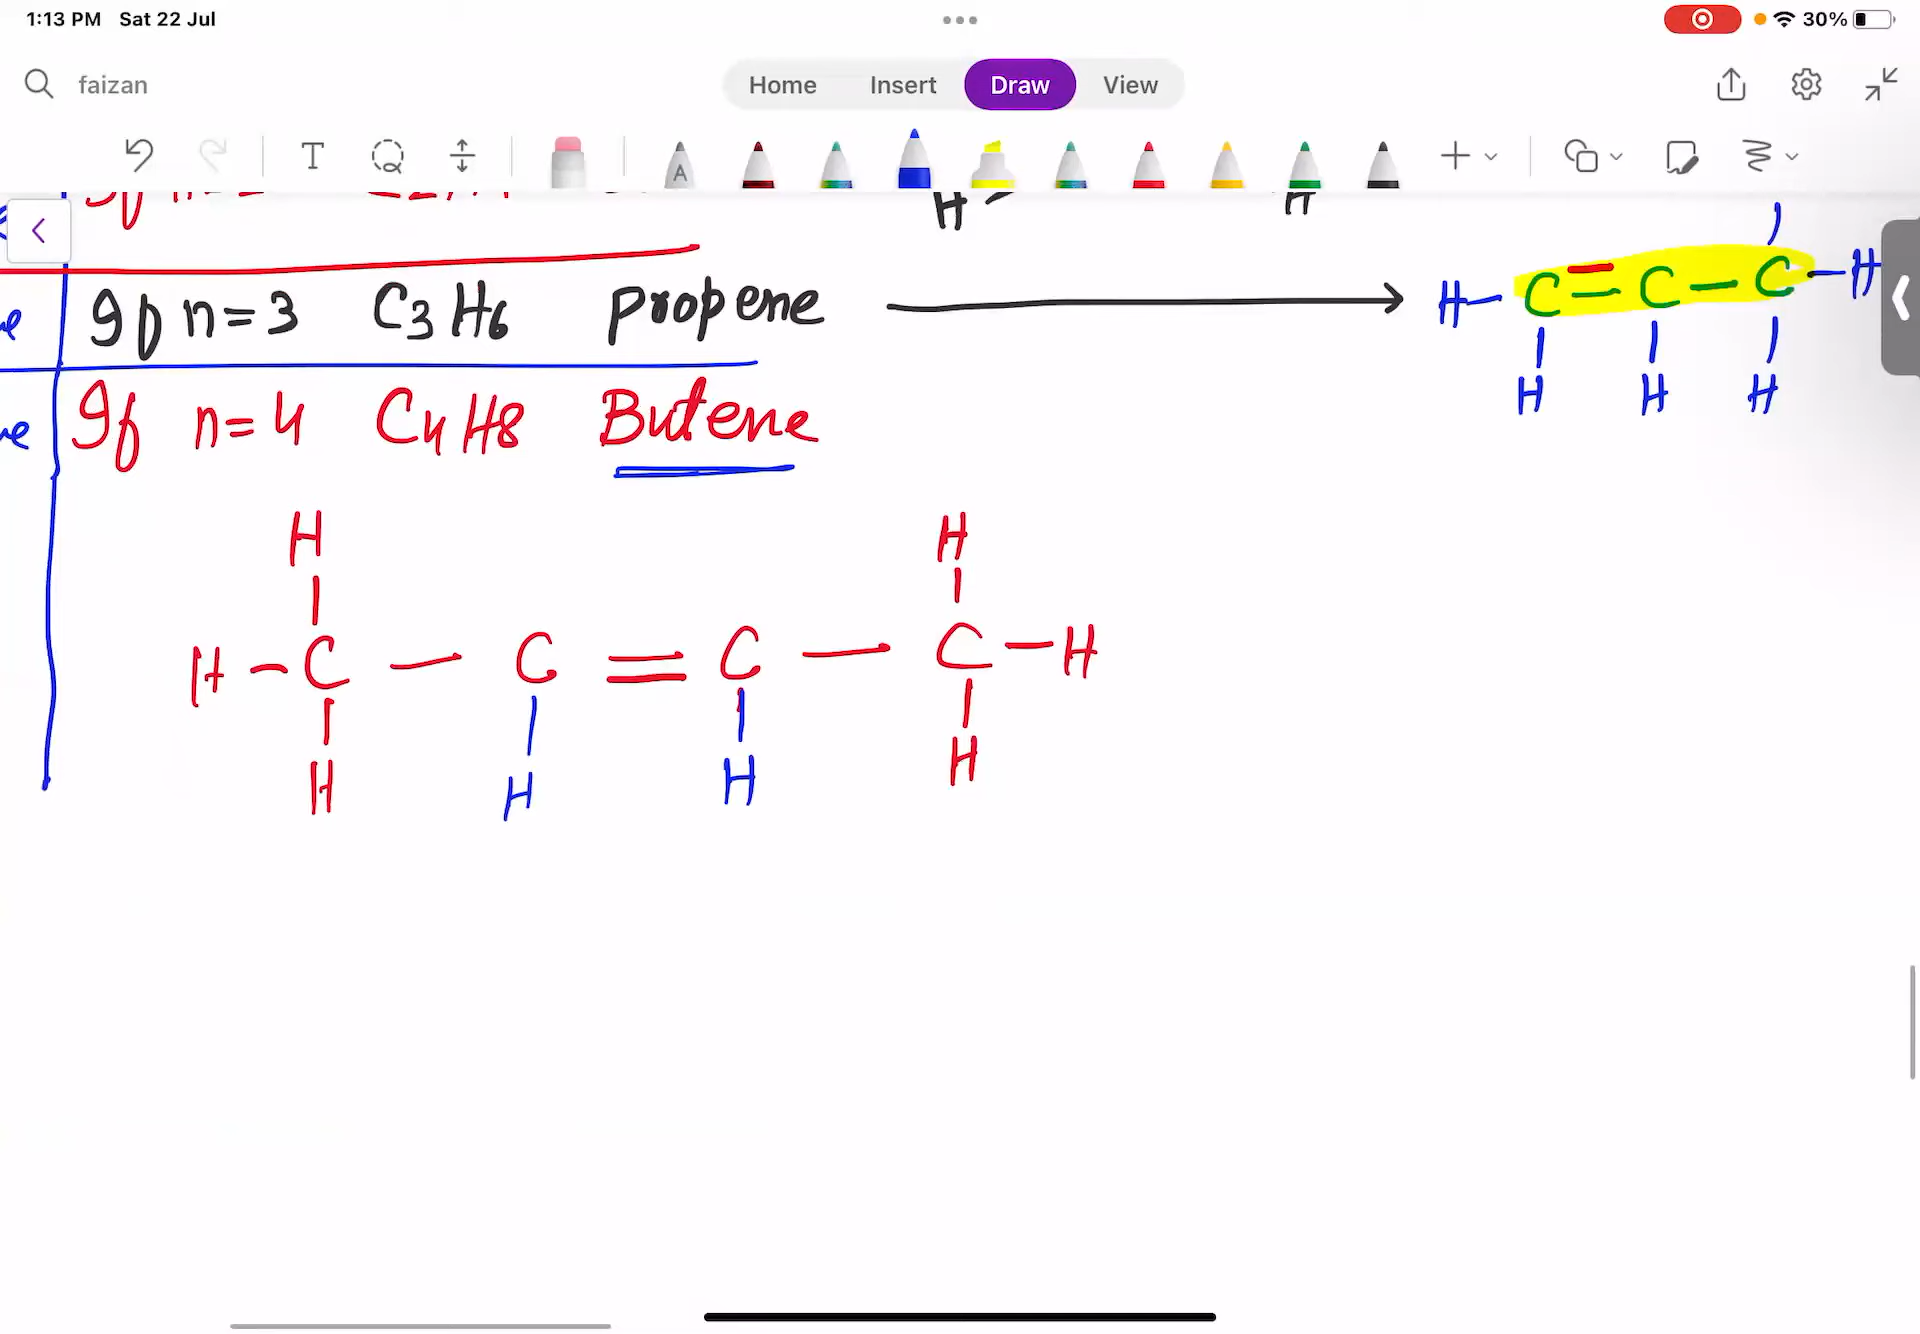 1:13 PM Sat 22 Jul
30%
faizan
Home Insert Draw View
T
A
H H
If n=3 C3H6 propene
H C = C - C - H
H H H
If n=4 C4H8 Butene
H H
H - C - C = C - C - H
H H H H